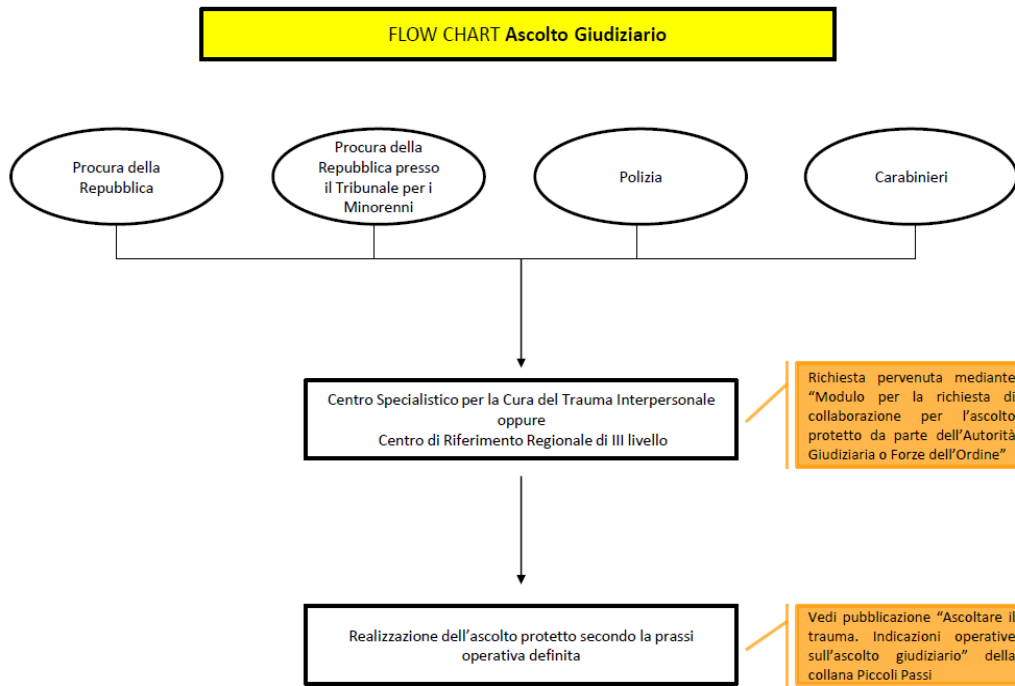 FLOW CHART Ascolto Giudiziario
Procura della
Repubblica
Procura della
Repubblica presso
il Tribunale per i
Minorenni
Polizia
Carabinieri
Centro Specialistico per la Cura del Trauma Interpersonale
oppure
Centro di Riferimento Regionale di III livello
Richiesta pervenuta mediante
“Modulo per la richiesta di
collaborazione per l’ascolto
protetto da parte dell’Autorità
Giudiziaria o Forze dell’Ordine”
Realizzazione dell’ascolto protetto secondo la prassi
operativa definita
Vedi pubblicazione “Ascoltare il
trauma. Indicazioni operative
sull’ascolto giudiziario” della
collana Piccoli Passi